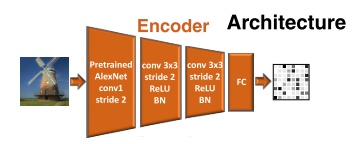 Encoder
Architecture
Pretrained
AlexNet
conv1
stride 2
conv 3x3
stride 2
ReLU
BN
conv 3x3
stride 2
ReLU
BN
FC